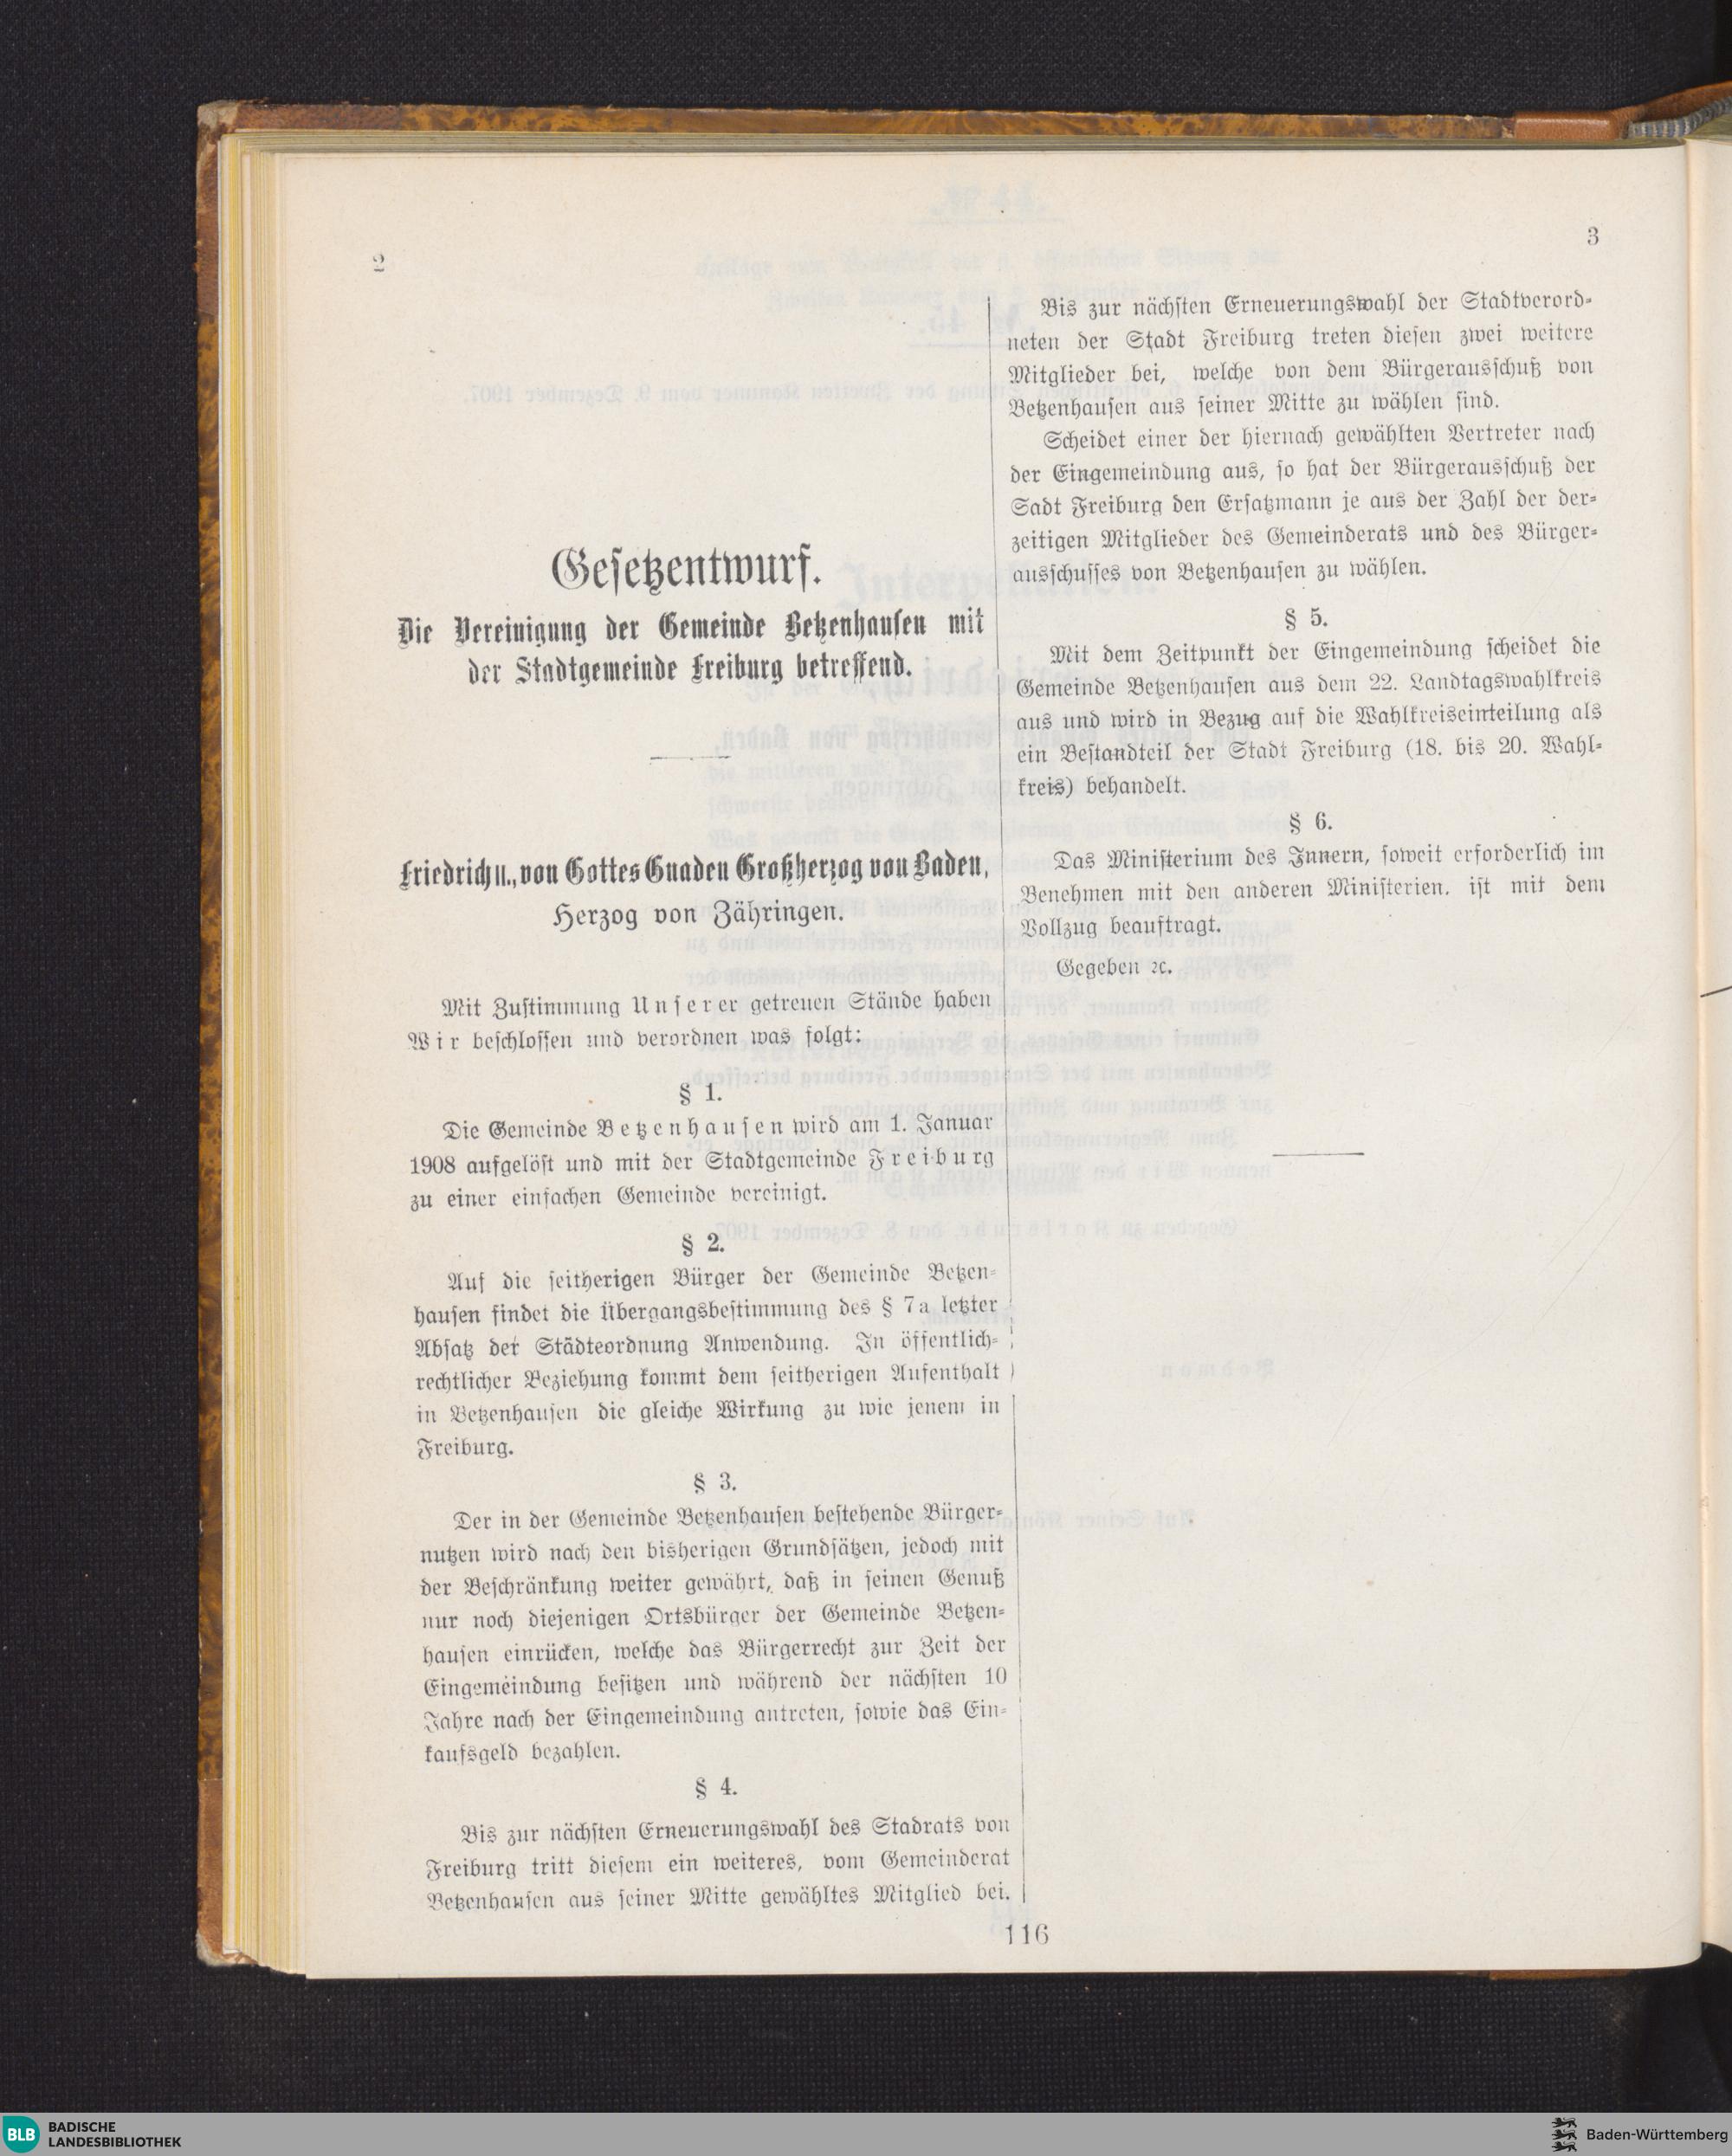 2
Gesetzentwurf.
Die Vereinigung der Gemeinde Betzenhausen mit
der Stadtgemeinde Freiburg betreffend.
Friedrich II., von Gottes Gnaden Großherzog von Baden,
Herzog von Zähringen.
Mit Zustimmung Unserer getreuen Stände haben
Wir beschlossen und verordnen was folgt:
§ 1.
Die Gemeinde Betzenhausen wird am 1. Januar
1908 aufgelöst und mit der Stadtgemeinde Freiburg
zu einer einfachen Gemeinde vereinigt.
§ 2.
Auf die seitherigen Bürger der Gemeinde Betzen-
hausen findet die Übergangsbestimmung des § 7a letzter
Absatz der Städteordnung Anwendung. In öffentlich-
rechtlicher Beziehung kommt dem seitherigen Aufenthalt
in Betzenhausen die gleiche Wirkung zu wie jenem in
Freiburg.
§ 3.
Der in der Gemeinde Betzenhausen bestehende Bürger-
nutzen wird nach den bisherigen Grundsätzen, jedoch mit
der Beschränkung weiter gewährt, daß in seinen Genuß
nur noch diejenigen Ortsbürger der Gemeinde Betzen-
hausen einrücken, welche das Bürgerrecht zur Zeit der
Eingemeindung besitzen und während der nächsten 10
Jahre nach der Eingemeindung antreten, sowie das Ein-
kaufsgeld bezahlen.
§ 4.
Bis zur nächsten Erneuerungswahl des Stadrats von
Freiburg tritt diesem ein weiteres, vom Gemeinderat
Betzenhausen aus seiner Mitte gewähltes Mitglied bei.
3
Bis zur nächsten Erneuerungswahl der Stadtverord-
neten der Stadt Freiburg treten diesen zwei weitere
Mitglieder bei, welche von dem Bürgerausschuß von
Betzenhausen aus seiner Mitte zu wählen sind.
Scheidet einer der hiernach gewählten Vertreter nach
der Eingemeindung aus, so hat der Bürgerausschuß der
Sadt Freiburg den Ersatzmann je aus der Zahl der der-
zeitigen Mitglieder des Gemeinderats und des Bürger-
ausschusses von Betzenhausen zu wählen.
§ 5.
Mit dem Zeitpunkt der Eingemeindung scheidet die
Gemeinde Betzenhausen aus dem 22. Landtagswahlkreis
aus und wird in Bezug auf die Wahlkreiseinteilung als
ein Bestandteil der Stadt Freiburg (18. bis 20. Wahl-
kreis) behandelt.
§ 6.
Das Ministerium des Innern, soweit erforderlich im
Benehmen mit den anderen Ministerien. ist mit dem
Vollzug beauftragt.
Gegeben ꝛc.
116
BLB BADISCHE
LANDESBIBLIOTHEK
Baden-Württemberg